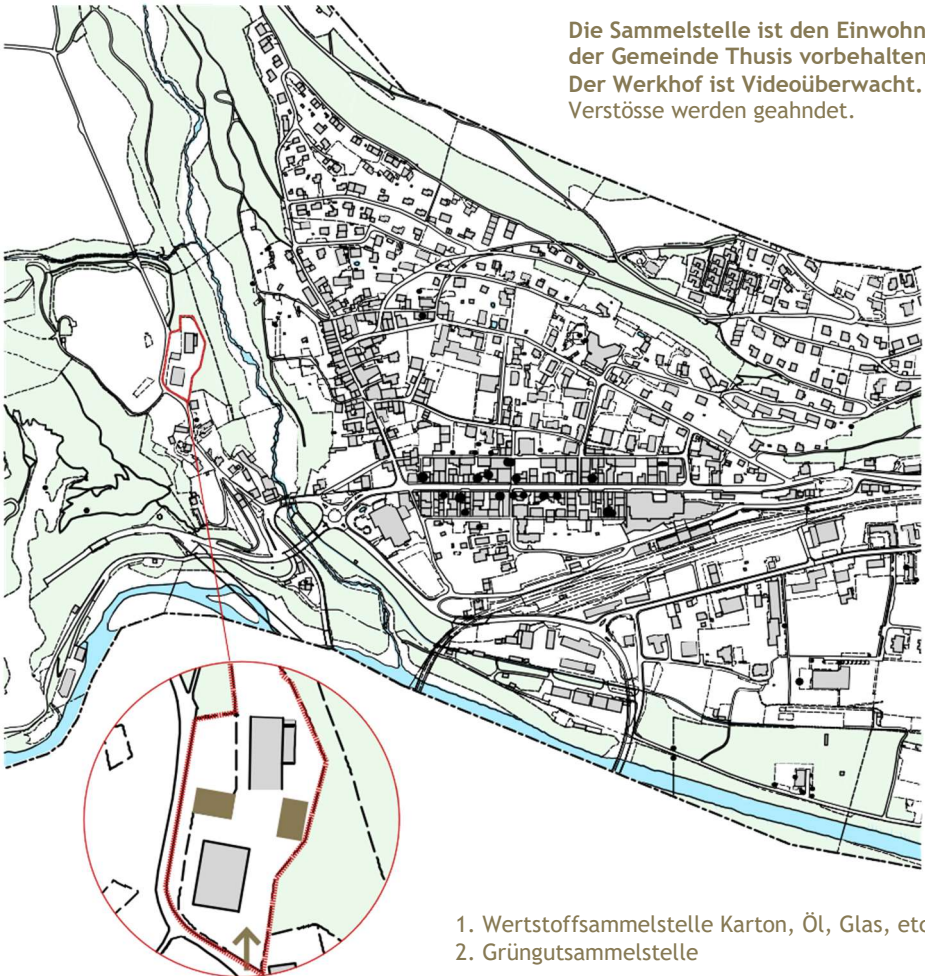 Die Sammelstelle ist den Einwohn
der Gemeinde Thusis vorbehalten
Der Werkhof ist Videoüberwacht.
Verstösse werden geahndet.
1. Wertstoffsammelstelle Karton, Öl, Glas, etc
2. Grüngutsammelstelle